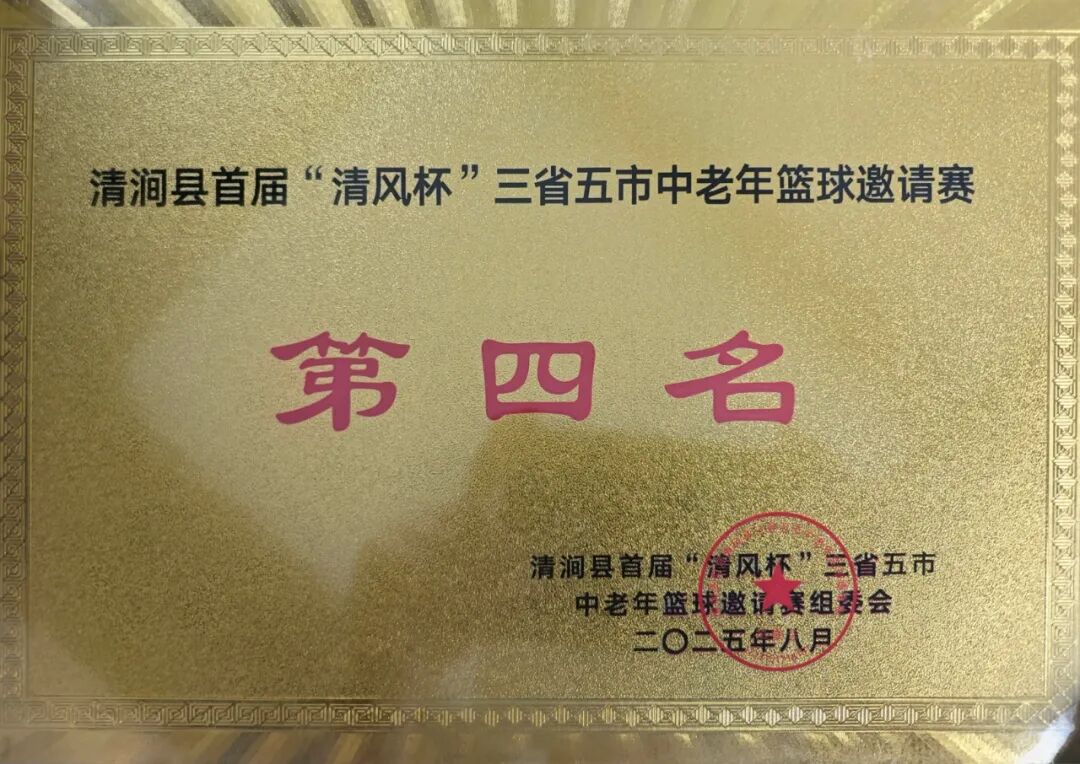 清涧县首届“清风杯”三省五市中老年篮球邀请赛
第四名
清涧县首届“清风杯”三省五市
中老年篮球邀请赛组委会
二〇二五年八月